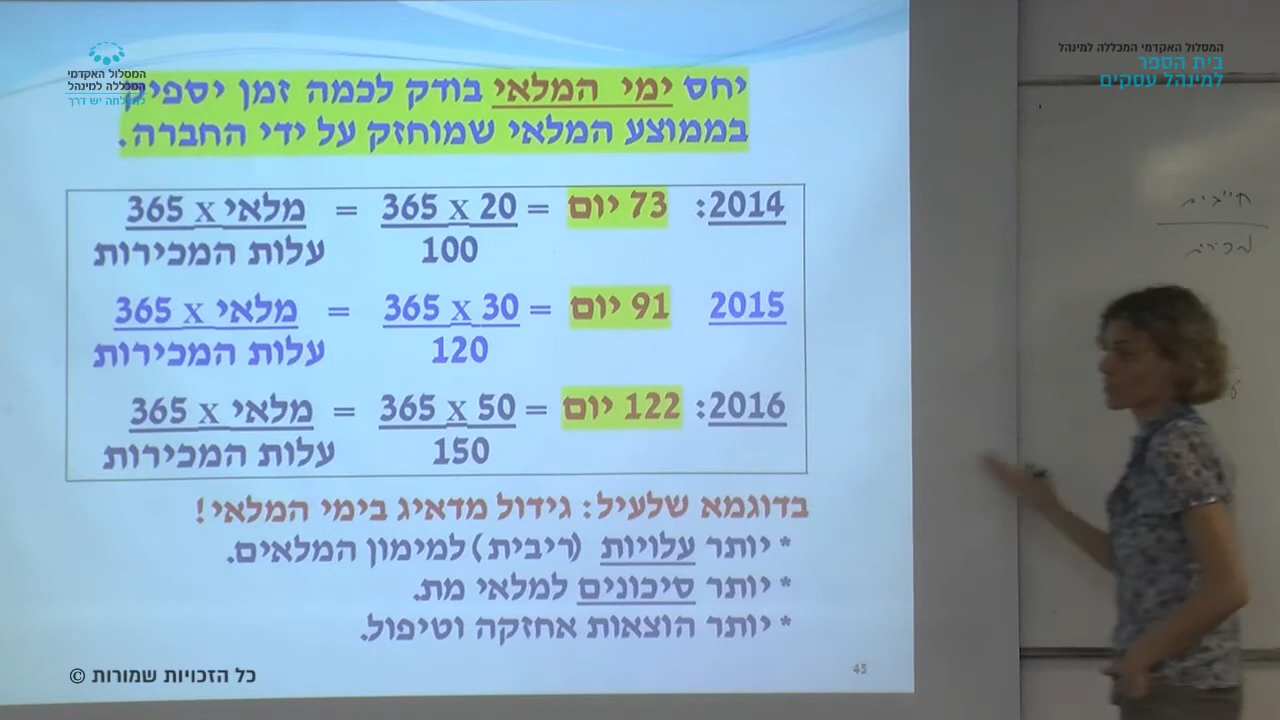 המסלול האקדמי
המכללה למינהל
להצלחה יש דרך
המסלול האקדמי המכללה למינהל
בית הספר
למינהל עסקים
יחס ימי המלאי בודק לכמה זמן יספיק
בממוצע המלאי שמוחזק על ידי החברה.
2014: 73 יום = 365 x 20 = מלאי x 365
100 עלות המכירות
2015 91 יום = 365 x 30 = מלאי x 365
120 עלות המכירות
2016: 122 יום = 365 x 50 = מלאי x 365
150 עלות המכירות
בדוגמא שלעיל: גידול מדאיג בימי המלאי!
* יותר עלויות (ריבית) למימון המלאים.
* יותר סיכונים למלאי מת.
* יותר הוצאות אחזקה וטיפול.
כל הזכויות שמורות ©
45